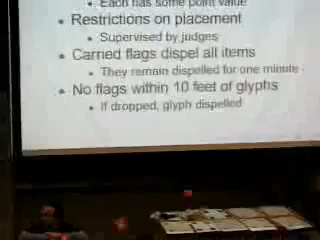 Each has some point value
Restrictions on placement
Supervised by judges
Carried flags dispel all items
They remain dispelled for one minute
No flags within 10 feet of glyphs
If dropped, glyph dispelled